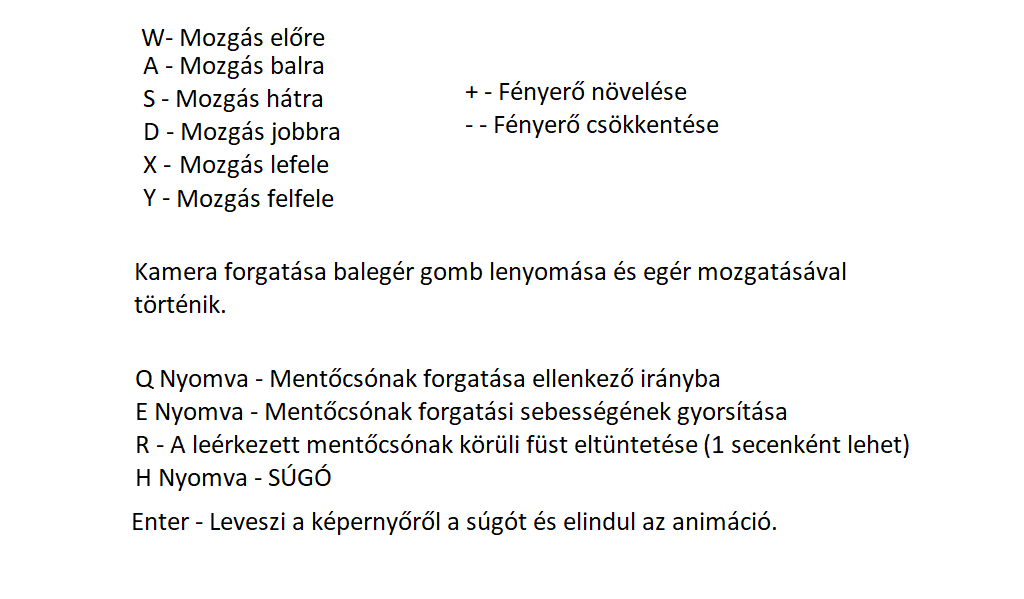 W- Mozgás előre
A - Mozgás balra
S - Mozgás hátra
D - Mozgás jobbra
X - Mozgás lefele
Y - Mozgás felfele
+ - Fényerő növelése
- - Fényerő csökkentése
Kamera forgatása balegér gomb lenyomása és egér mozgatásával
történik.
Q Nyomva - Mentőcsónak forgatása ellenkező irányba
E Nyomva - Mentőcsónak forgatási sebességének gyorsítása
R - A leérkezett mentőcsónak körüli füst eltüntetése (1 secenként lehet)
H Nyomva - SÚGÓ
Enter - Leveszi a képernyőről a súgót és elindul az animáció.